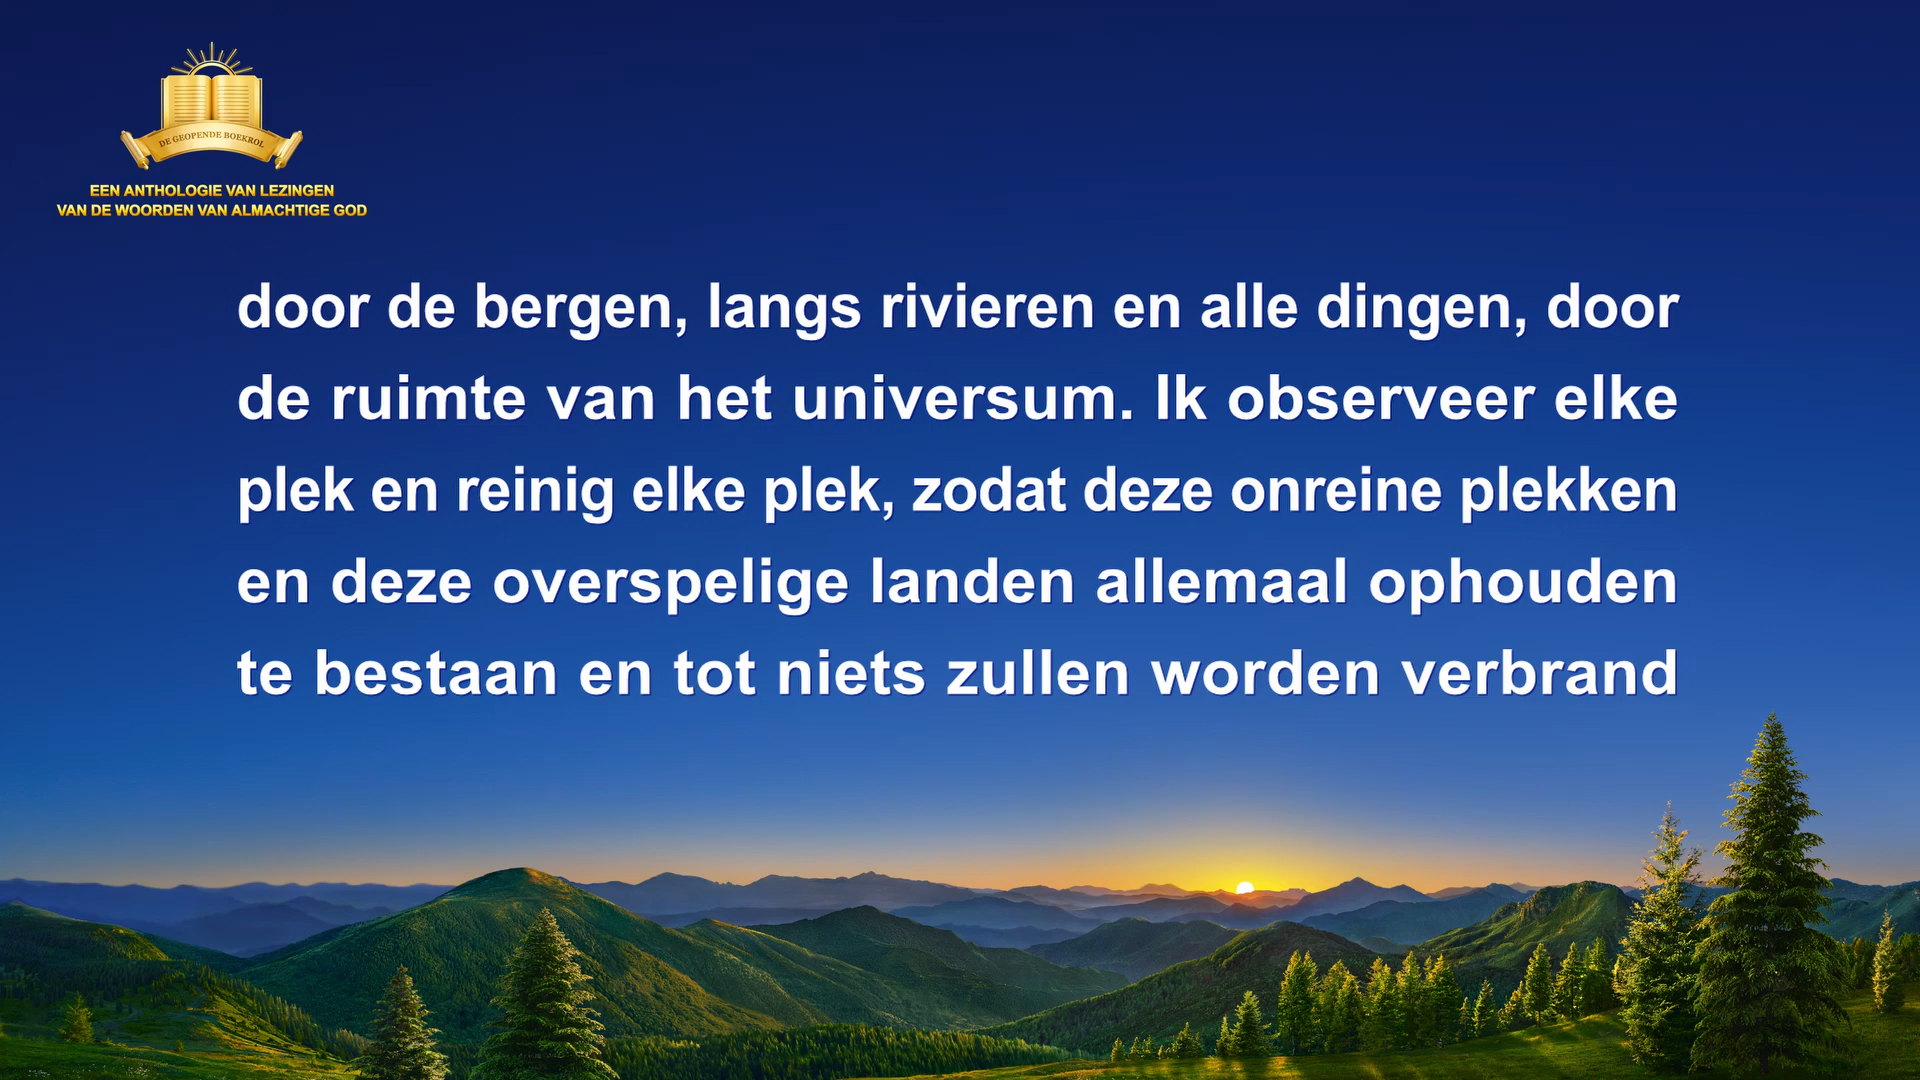 DE GEOPENDE BOEKROL
EEN ANTHOLOGIE VAN LEZINGEN
VAN DE WOORDEN VAN ALMACHTIGE GOD
door de bergen, langs rivieren en alle dingen, door
de ruimte van het universum. Ik observeer elke
plek en reinig elke plek, zodat deze onreine plekken
en deze overspelige landen allemaal ophouden
te bestaan en tot niets zullen worden verbrand